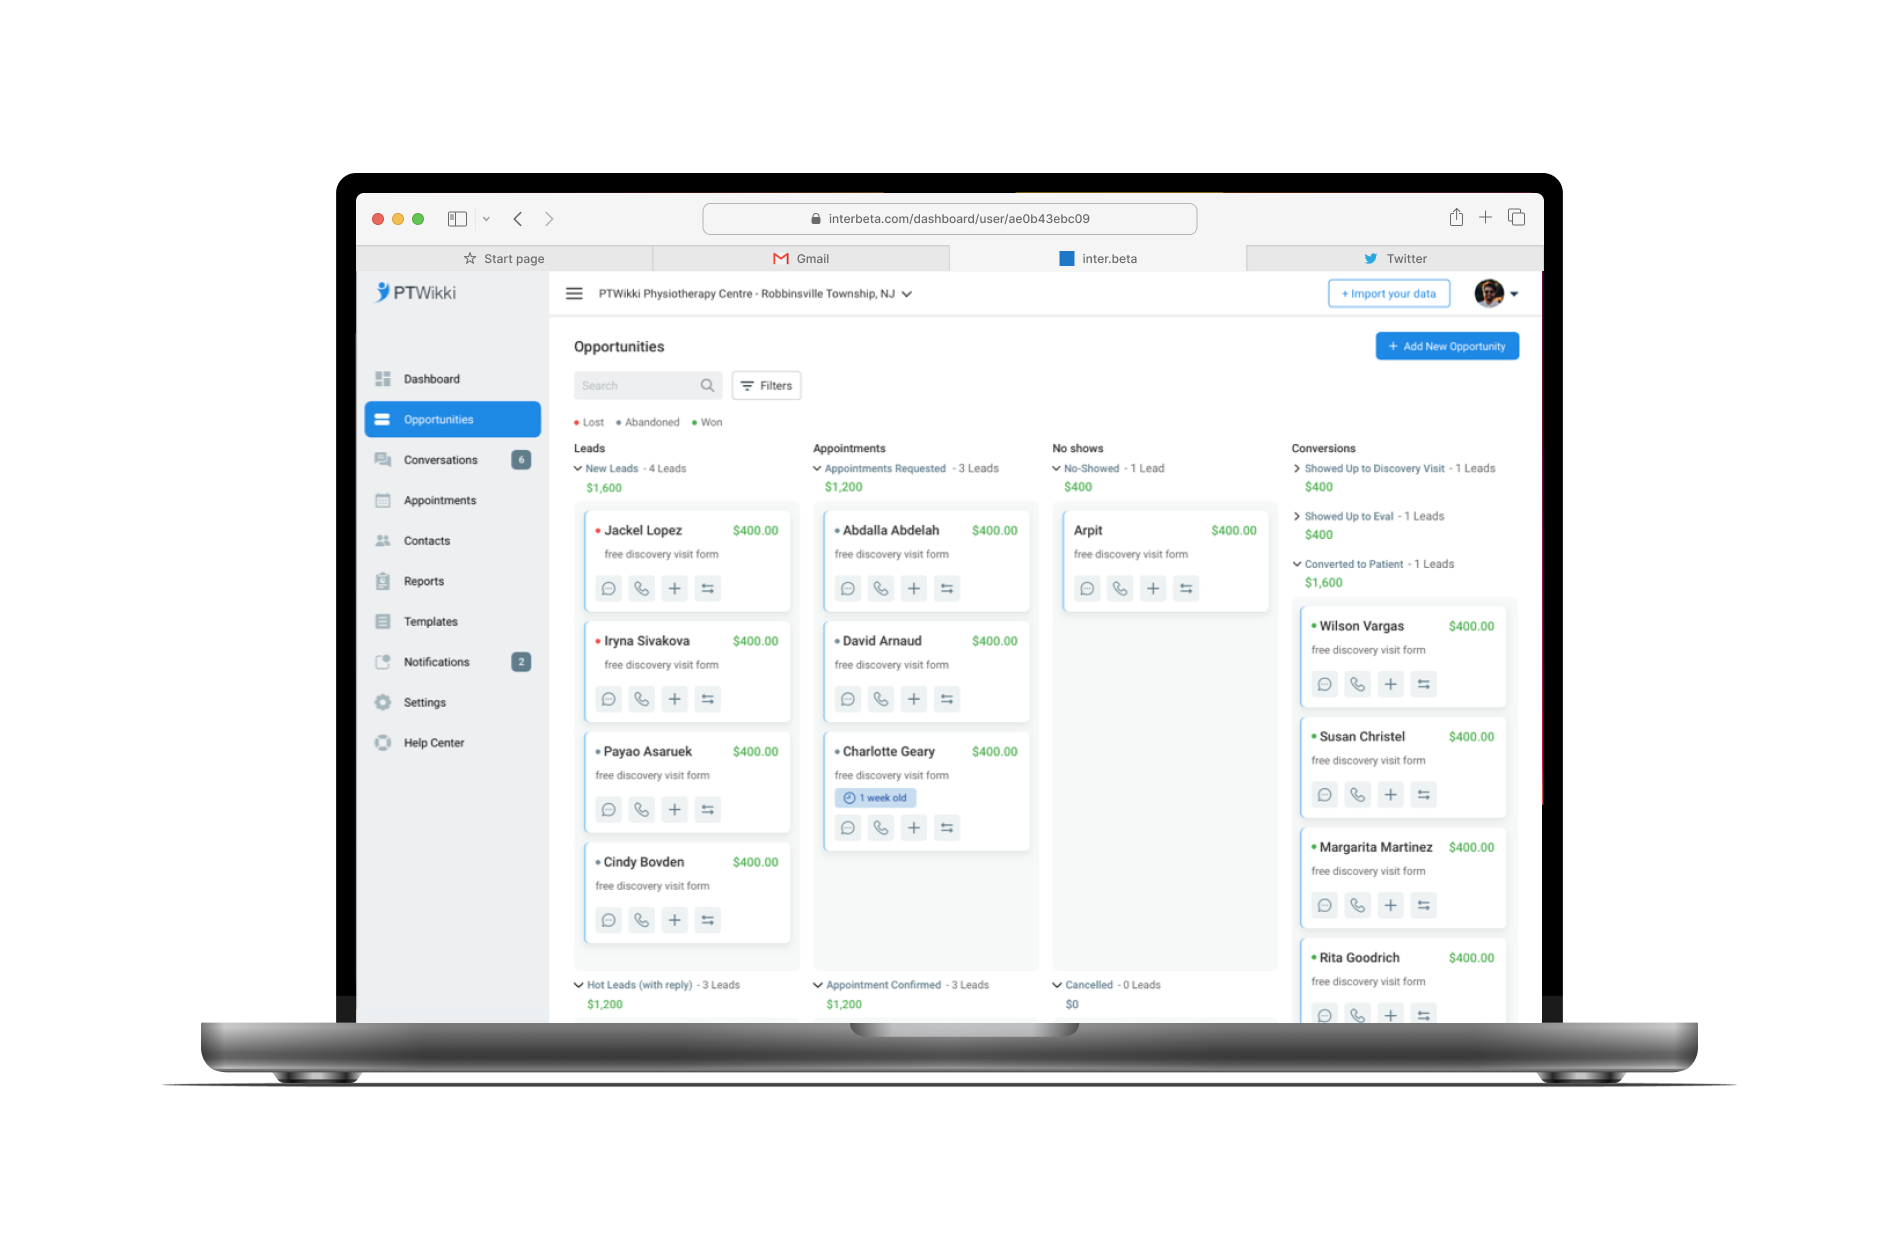 interbeta.com/dashboard/user/ae0b43ebc09
Start page
Gmail
inter.beta
Twitter
PTWikki
PTWikki Physiotherapy Centre - Robbinsville Township, NJ
+ Import your data
Dashboard
Opportunities
Conversations 6
Appointments
Contacts
Reports
Templates
Notifications 2
Settings
Help Center
Opportunities
+ Add New Opportunity
Search
Filters
Lost Abandoned Won
Leads
New Leads - 4 Leads
$1,600
Jackel Lopez $400.00
free discovery visit form
Iryna Sivakova $400.00
free discovery visit form
Payao Asaruek $400.00
free discovery visit form
Cindy Bovden $400.00
free discovery visit form
Hot Leads (with reply) - 3 Leads
$1,200
Appointments
Appointments Requested - 3 Leads
$1,200
Abdalla Abdelah $400.00
free discovery visit form
David Arnaud $400.00
free discovery visit form
Charlotte Geary $400.00
free discovery visit form
1 week old
Appointment Confirmed - 3 Leads
$1,200
No shows
No-Showed - 1 Lead
$400
Arpit $400.00
free discovery visit form
Cancelled - 0 Leads
$0
Conversions
Showed Up to Discovery Visit - 1 Leads
$400
Showed Up to Eval - 1 Leads
$400
Converted to Patient - 1 Leads
$1,600
Wilson Vargas $400.00
free discovery visit form
Susan Christel $400.00
free discovery visit form
Margarita Martinez $400.00
free discovery visit form
Rita Goodrich $400.00
free discovery visit form